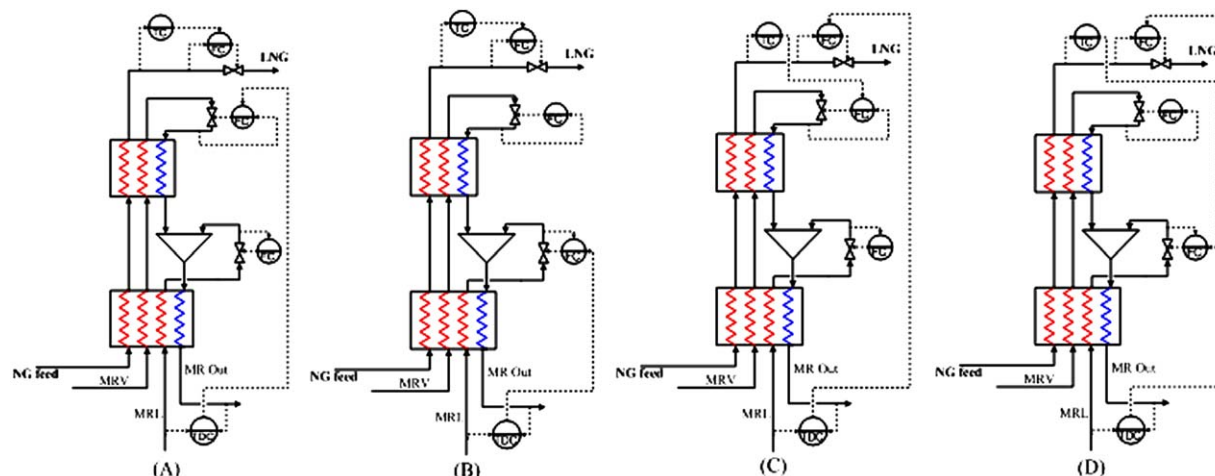 TC
FC
LNG
FC
FC
NG feed
MRV
MR Out
MRL
TDC
(A)
TC
FC
LNG
FC
FC
NG feed
MRV
MR Out
MRL
TDC
(B)
TC
FC
LNG
FC
FC
NG feed
MRV
MR Out
MRL
TDC
(C)
TC
FC
LNG
FC
FC
NG feed
MRV
MR Out
MRL
TDC
(D)